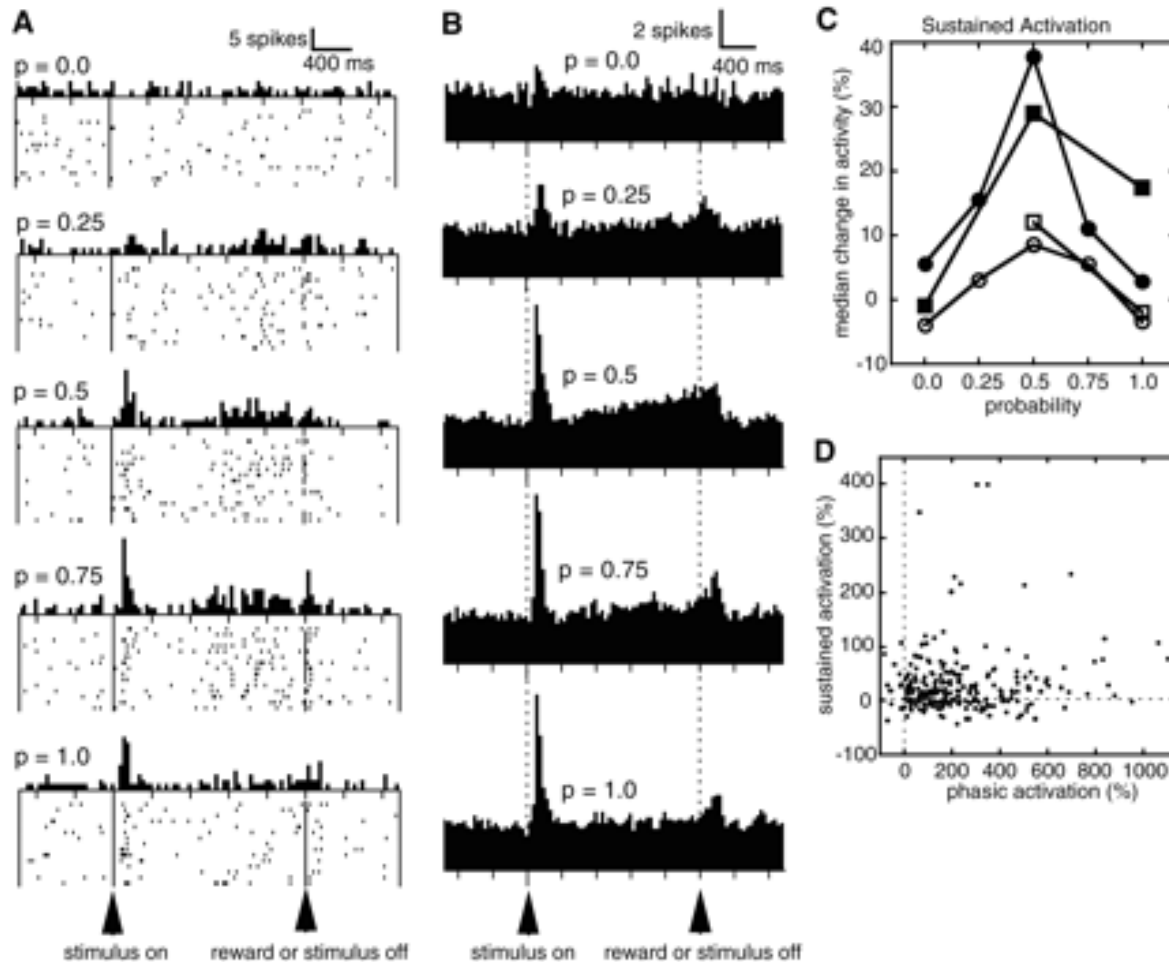 A
5 spikes
400 ms
p = 0.0
p = 0.25
p = 0.5
p = 0.75
p = 1.0
stimulus on
reward or stimulus off
B
2 spikes
400 ms
p = 0.0
p = 0.25
p = 0.5
p = 0.75
p = 1.0
stimulus on
reward or stimulus off
C
Sustained Activation
median change in activity (%)
40
30
20
10
0
-10
0.0 0.25 0.5 0.75 1.0
probability
D
sustained activation (%)
400
300
200
100
0
-100
0 200 400 600 800 1000
phasic activation (%)